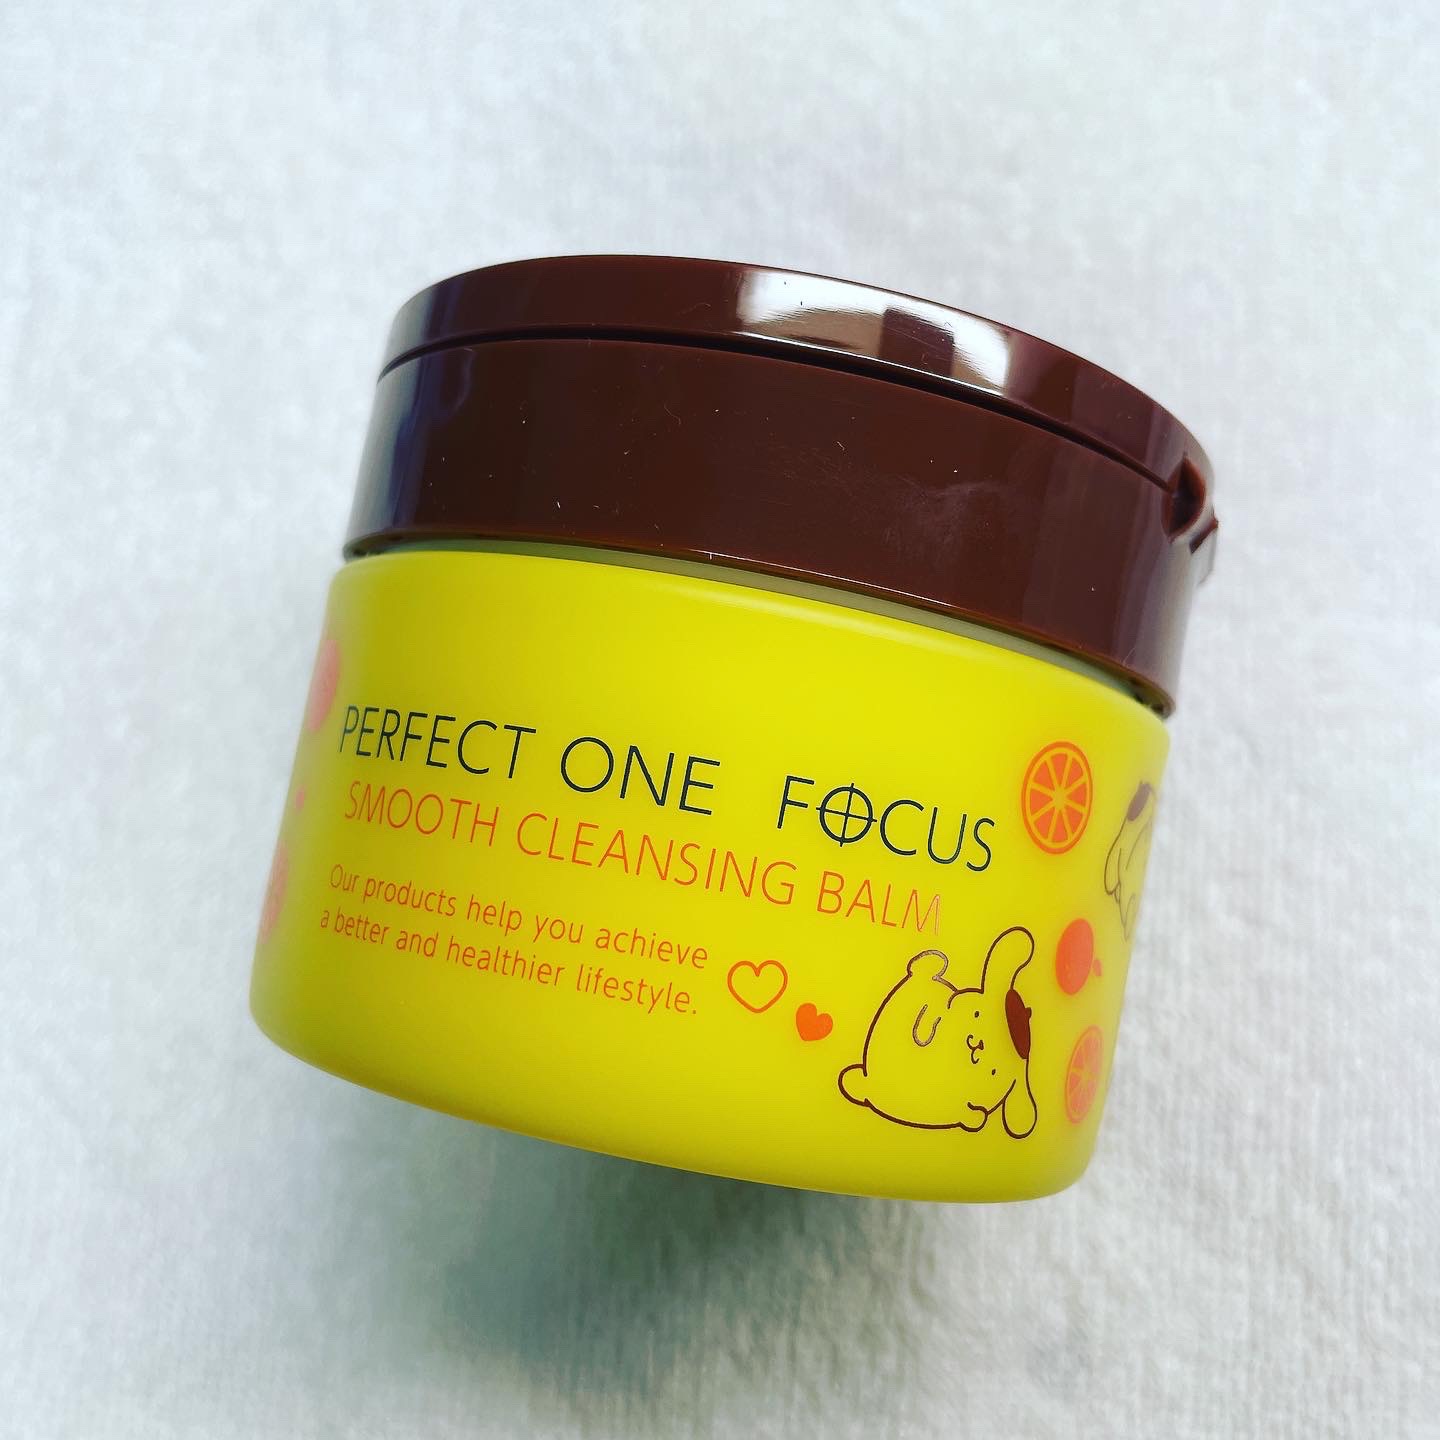 PERFECT ONE FOCUS
SMOOTH CLEANSING BALM
Our products help you achieve
a better and healthier lifestyle.